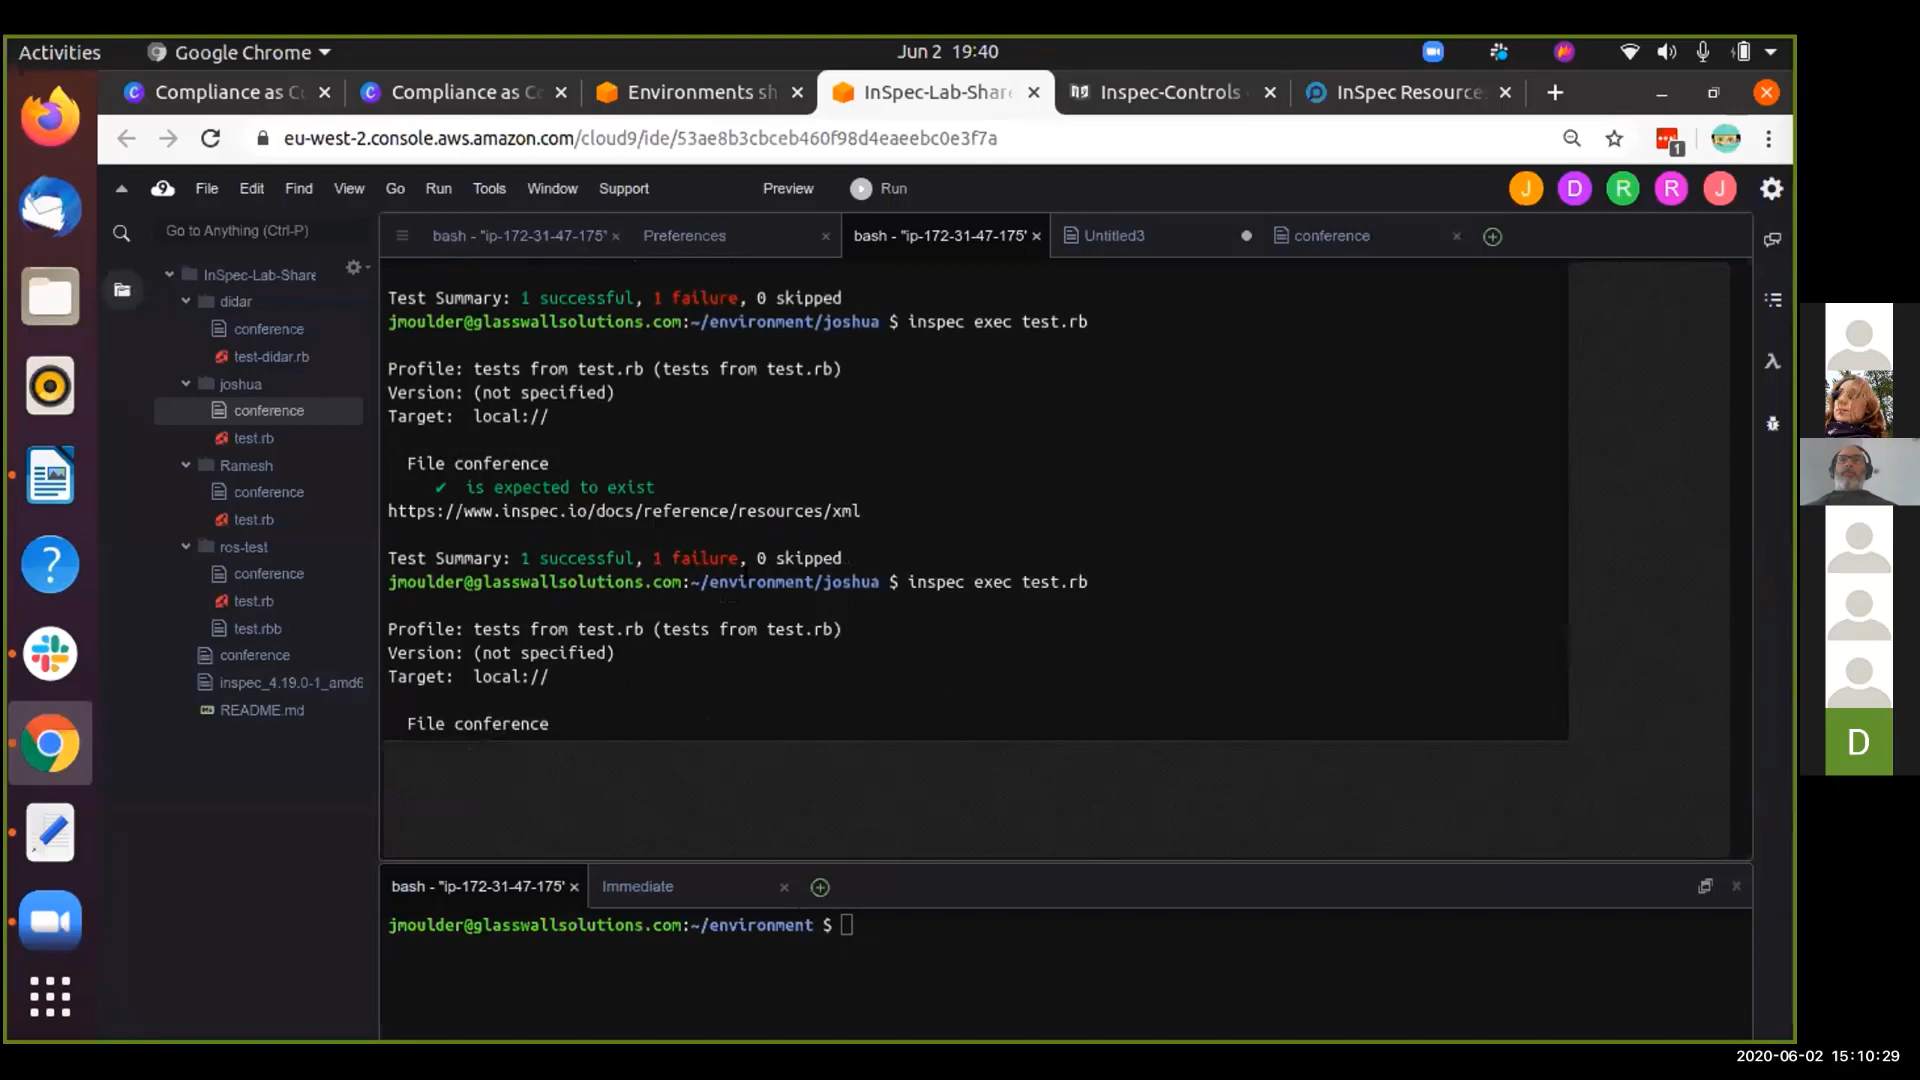 Activities
Google Chrome
Jun 2 19:40
Compliance as C
Compliance as C
Environments sh
InSpec-Lab-Shar
Inspec-Controls
InSpec Resource
eu-west-2.console.aws.amazon.com/cloud9/ide/53ae8b3cbceb460f98d4eaeebc0e3f7a
1
9 File Edit Find View Go Run Tools Window Support Preview Run
J D R R J
Go to Anything (Ctrl-P)
bash - "ip-172-31-47-175"
Preferences
bash - "ip-172-31-47-175'
Untitled3
conference
InSpec-Lab-Share
didar
conference
test-didar.rb
joshua
conference
test.rb
Ramesh
conference
test.rb
ros-test
conference
test.rb
test.rbb
conference
inspec_4.19.0-1_amd6
README.md
Test Summary: 1 successful, 1 failure, 0 skipped
jmoulder@glasswallsolutions.com:~/environment/joshua $ inspec exec test.rb
Profile: tests from test.rb (tests from test.rb)
Version: (not specified)
Target: local://
File conference
✔ is expected to exist
https://www.inspec.io/docs/reference/resources/xml
Test Summary: 1 successful, 1 failure, 0 skipped
jmoulder@glasswallsolutions.com:~/environment/joshua $ inspec exec test.rb
Profile: tests from test.rb (tests from test.rb)
Version: (not specified)
Target: local://
File conference
bash - "ip-172-31-47-175'
Immediate
jmoulder@glasswallsolutions.com:~/environment $
D
2020-06-02 15:10:29